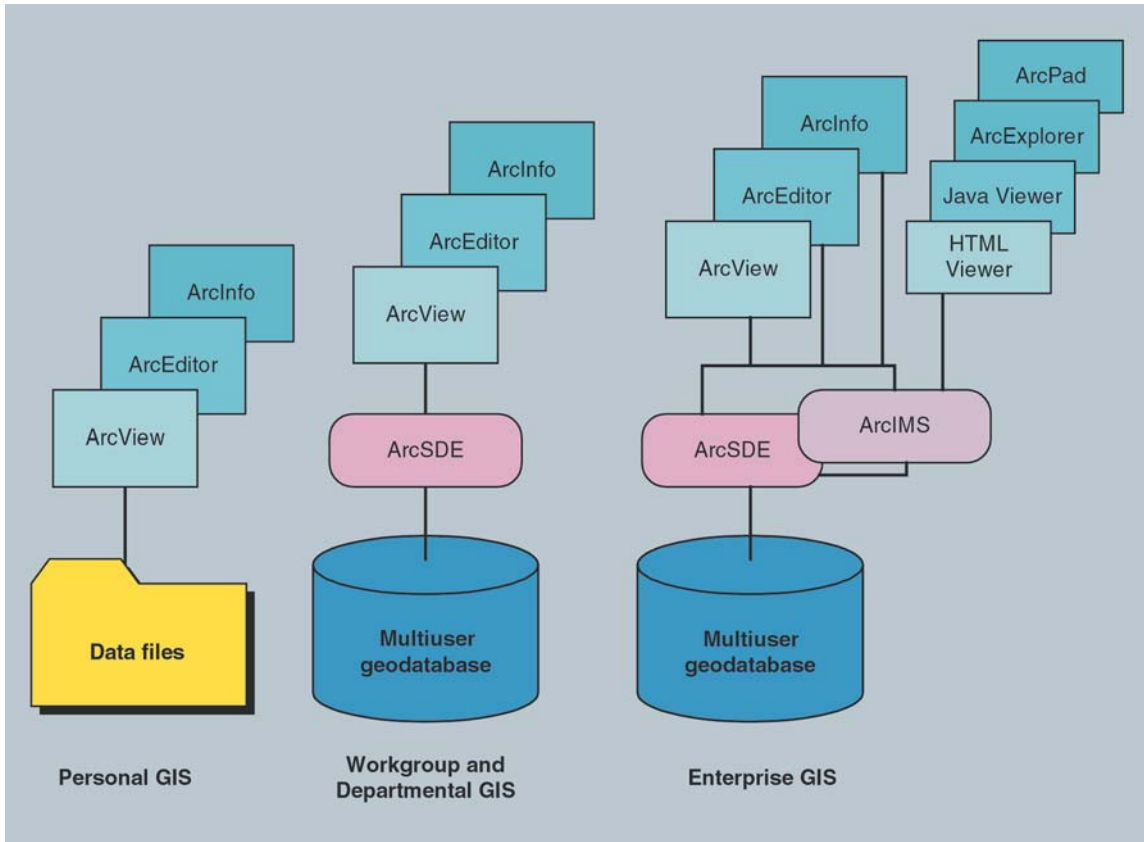 ArcInfo
ArcEditor
ArcView
Data files
Personal GIS
ArcInfo
ArcEditor
ArcView
ArcSDE
Multiuser
geodatabase
Workgroup and
Departmental GIS
ArcInfo
ArcEditor
ArcView
ArcPad
ArcExplorer
Java Viewer
HTML
Viewer
ArcIMS
ArcSDE
Multiuser
geodatabase
Enterprise GIS